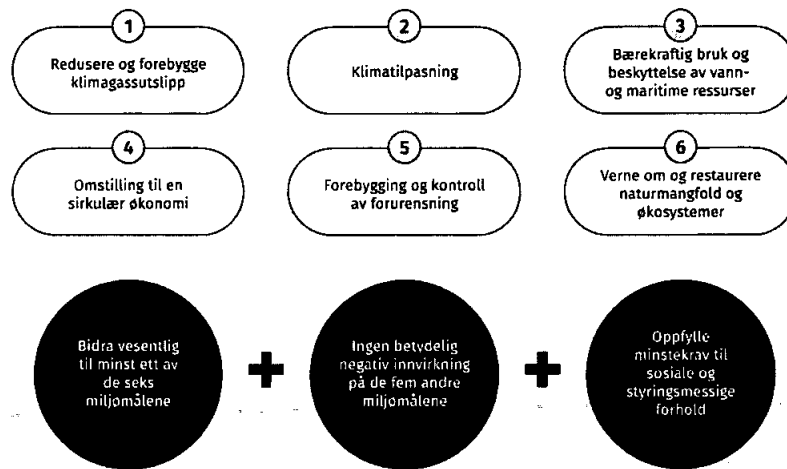 1
Redusere og forebygge
klimagassutslipp
2
Klimatilpasning
3
Bærekraftig bruk og
beskyttelse av vann-
og maritime ressurser
4
Omstilling til en
sirkulær økonomi
5
Forebygging og kontroll
av forurensning
6
Verne om og restaurere
naturmangfold og
økosystemer
Bidra vesentlig
til minst ett av
de seks
miljømålene
+
Ingen betydelig
negativ innvirkning
på de fem andre
miljømålene
+
Oppfylle
minstekrav til
sosiale og
styringsmessige
forhold